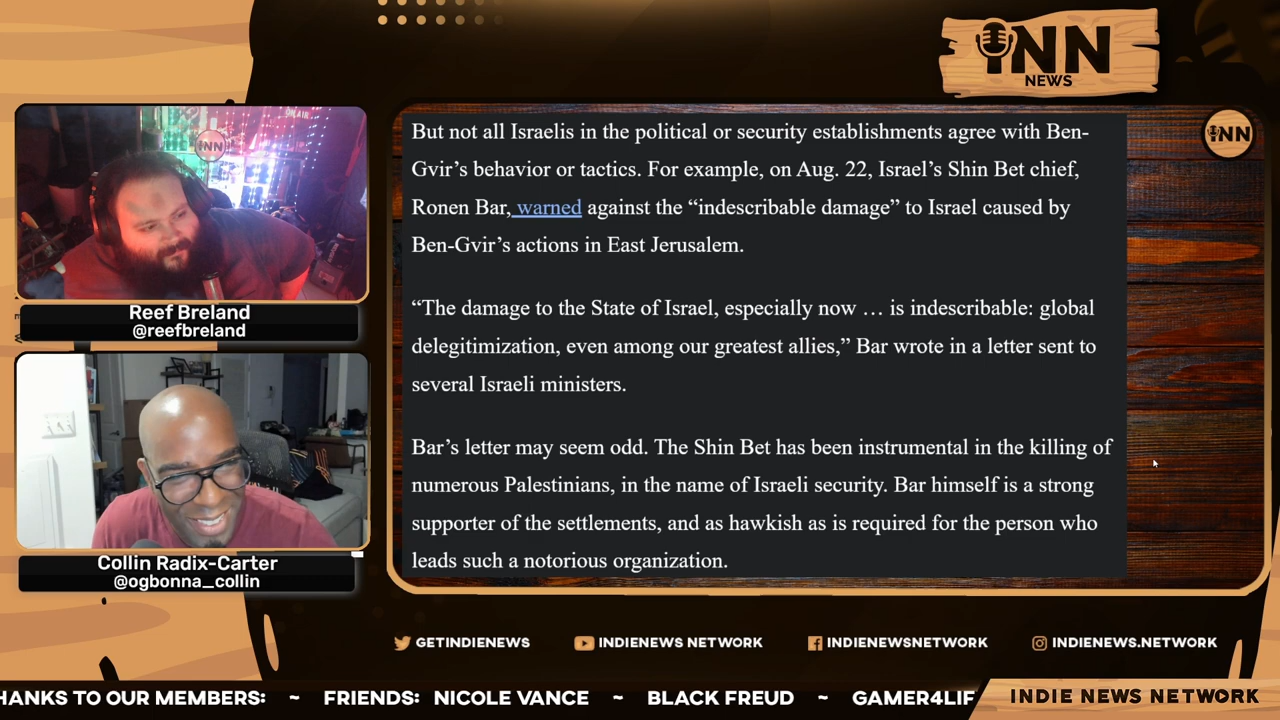 INN
NEWS
INN
INN
But not all Israelis in the political or security establishments agree with Ben-
Gvir’s behavior or tactics. For example, on Aug. 22, Israel’s Shin Bet chief,
Ronen Bar, warned against the “indescribable damage” to Israel caused by
Ben-Gvir’s actions in East Jerusalem.
“The damage to the State of Israel, especially now … is indescribable: global
delegitimization, even among our greatest allies,” Bar wrote in a letter sent to
several Israeli ministers.
Bar’s letter may seem odd. The Shin Bet has been instrumental in the killing of
numerous Palestinians, in the name of Israeli security. Bar himself is a strong
supporter of the settlements, and as hawkish as is required for the person who
leads such a notorious organization.
Reef Breland
@reefbreland
Collin Radix-Carter
@ogbonna_collin
GETINDIENEWS
INDIENEWS NETWORK
INDIENEWSNETWORK
INDIENEWS.NETWORK
HANKS TO OUR MEMBERS: ~ FRIENDS: NICOLE VANCE ~ BLACK FREUD ~ GAMER4LIF
INDIE NEWS NETWORK